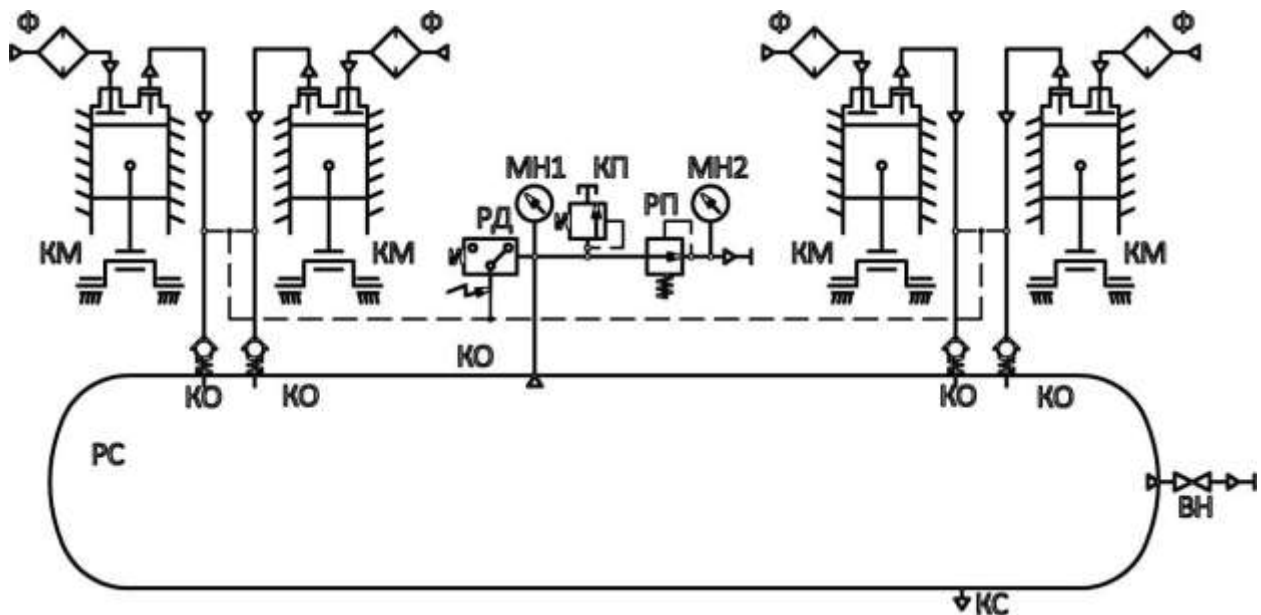 Ф Ф Ф Ф
МН1 КП МН2
РД РП
КМ КМ КМ КМ
КО
КО КО КО КО
РС
ВН
КС